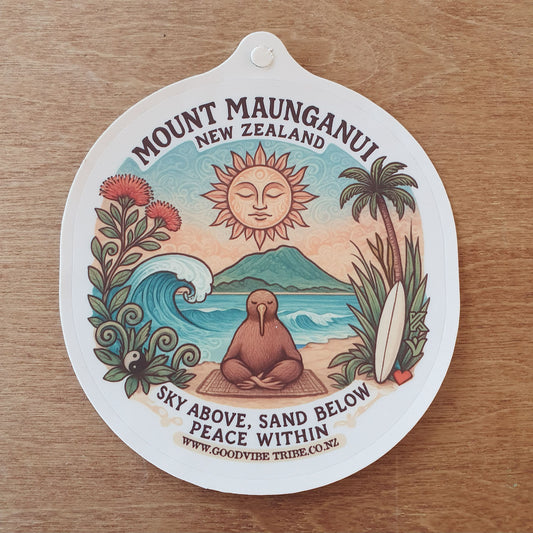 MOUNT MAUNGANUI
NEW ZEALAND
SKY ABOVE, SAND BELOW
PEACE WITHIN
WWW.GOODVIBE TRIBE.CO.NZ